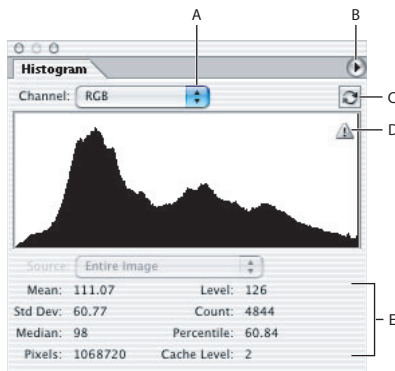 A
B
Histogram
Channel: RGB
C
D
Source: Entire Image
Mean: 111.07 Level: 126
Std Dev: 60.77 Count: 4844
E
Median: 98 Percentile: 60.84
Pixels: 1068720 Cache Level: 2